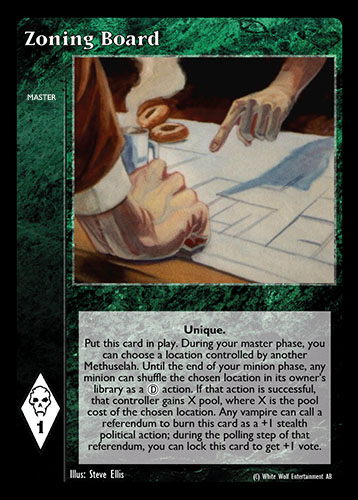 Zoning Board
MASTER
Unique.
Put this card in play. During your master phase, you
can choose a location controlled by another
Methuselah. Until the end of your minion phase, any
minion can shuffle the chosen location in its owner's
library as a Ⓓ action. If that action is successful,
that controller gains X pool, where X is the pool
cost of the chosen location. Any vampire can call a
referendum to burn this card as a +1 stealth
political action; during the polling step of that
referendum, you can lock this card to get +1 vote.
1
Illus: Steve Ellis
(C) White Wolf Entertainment AB